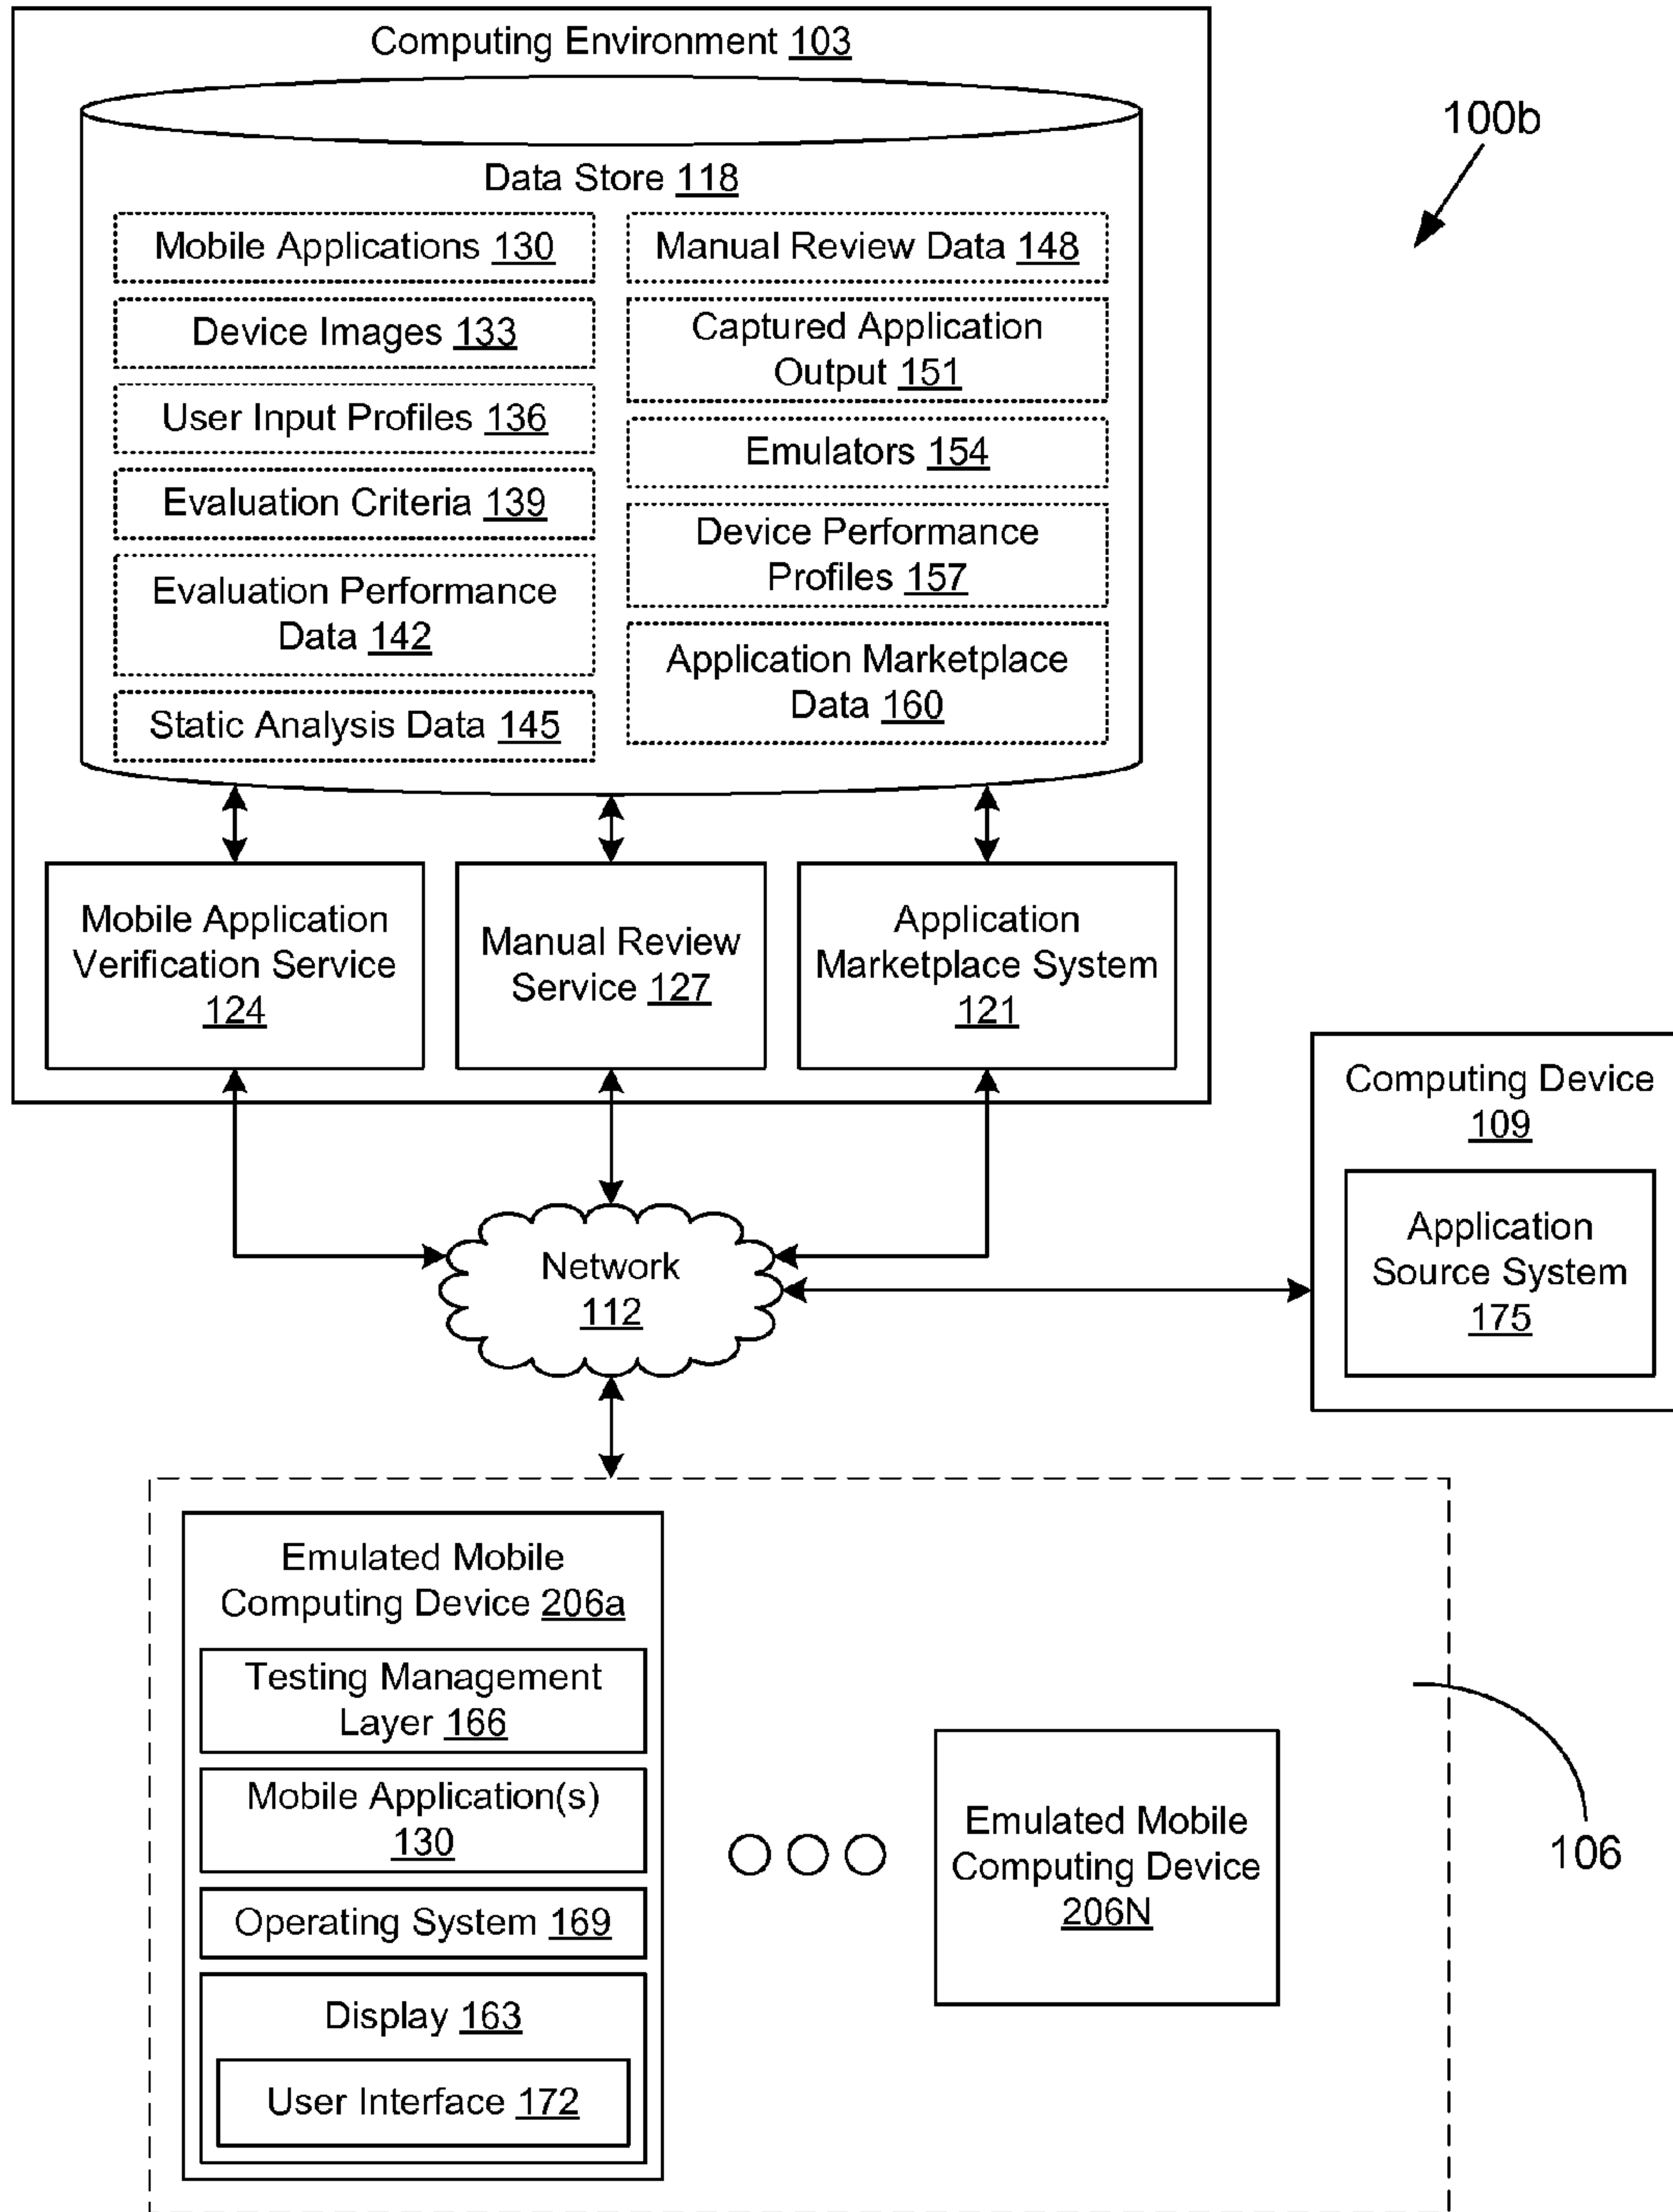 Computing Environment 103
100b
Data Store 118
Mobile Applications 130
Device Images 133
User Input Profiles 136
Evaluation Criteria 139
Evaluation Performance
Data 142
Static Analysis Data 145
Manual Review Data 148
Captured Application
Output 151
Emulators 154
Device Performance
Profiles 157
Application Marketplace
Data 160
Mobile Application
Verification Service
124
Manual Review
Service 127
Application
Marketplace System
121
Computing Device
109
Application
Source System
175
Network
112
Emulated Mobile
Computing Device 206a
Testing Management
Layer 166
Mobile Application(s)
130
Operating System 169
Display 163
User Interface 172
Emulated Mobile
Computing Device
206N
106